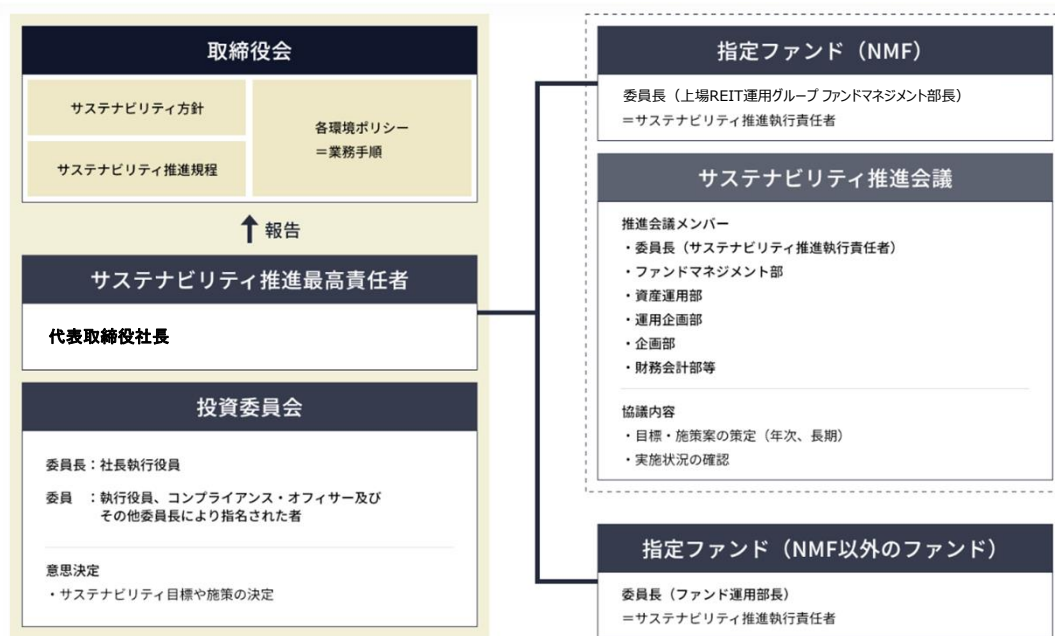 取締役会
サステナビリティ方針
サステナビリティ推進規程
各環境ポリシー
＝業務手順
報告
サステナビリティ推進最高責任者
代表取締役社長
投資委員会
委員長：社長執行役員
委員　：執行役員、コンプライアンス・オフィサー及び
その他委員長により指名された者
意思決定
・サステナビリティ目標や施策の決定
指定ファンド（NMF）
委員長（上場REIT運用グループ ファンドマネジメント部長）
＝サステナビリティ推進執行責任者
サステナビリティ推進会議
推進会議メンバー
・委員長（サステナビリティ推進執行責任者）
・ファンドマネジメント部
・資産運用部
・運用企画部
・企画部
・財務会計部等
協議内容
・目標・施策案の策定（年次、長期）
・実施状況の確認
指定ファンド（NMF以外のファンド）
委員長（ファンド運用部長）
＝サステナビリティ推進執行責任者